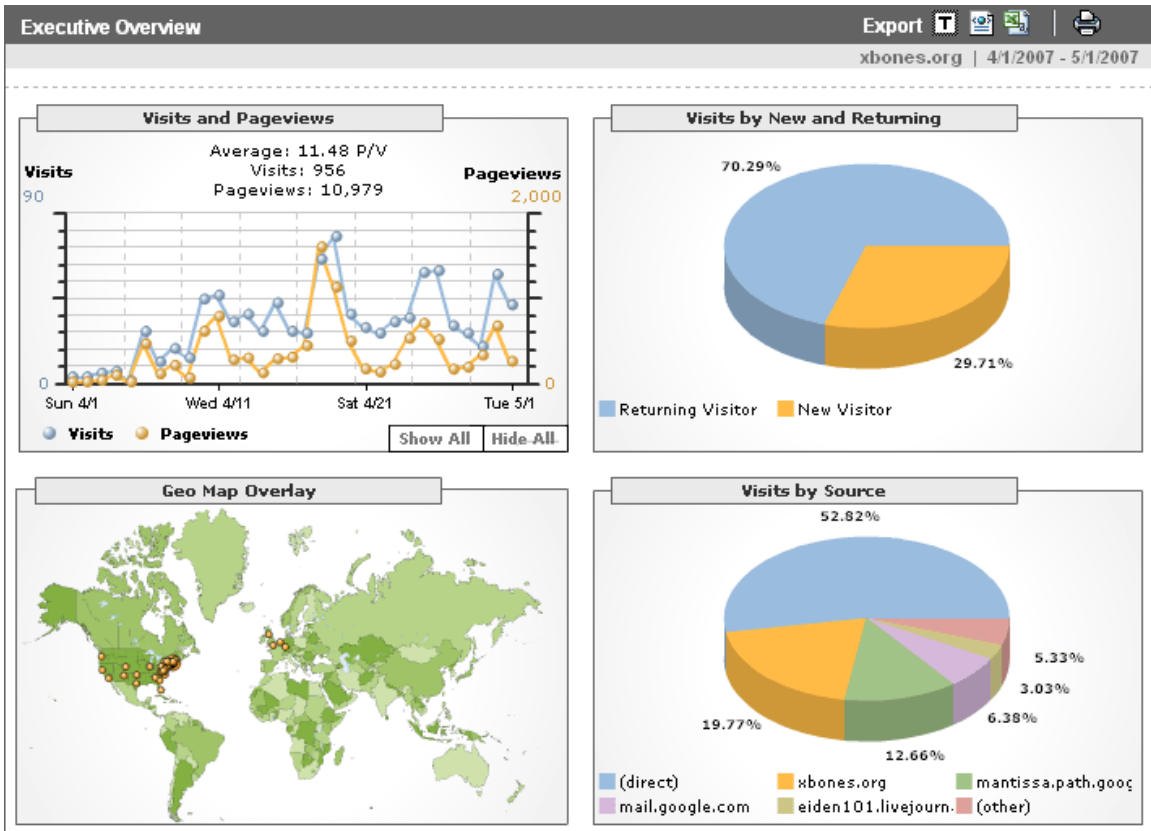 Executive Overview
Export T
xbones.org | 4/1/2007 - 5/1/2007
Visits and Pageviews
Average: 11.48 P/V
Visits: 956
Pageviews: 10,979
Visits
90
Pageviews
2,000
0
0
Sun 4/1 Wed 4/11 Sat 4/21 Tue 5/1
Visits Pageviews
Show All Hide All
Visits by New and Returning
70.29%
29.71%
Returning Visitor New Visitor
Geo Map Overlay
Visits by Source
52.82%
5.33%
3.03%
6.38%
19.77%
12.66%
(direct) xbones.org mantissa.path.goog
mail.google.com eiden101.livejourn. (other)